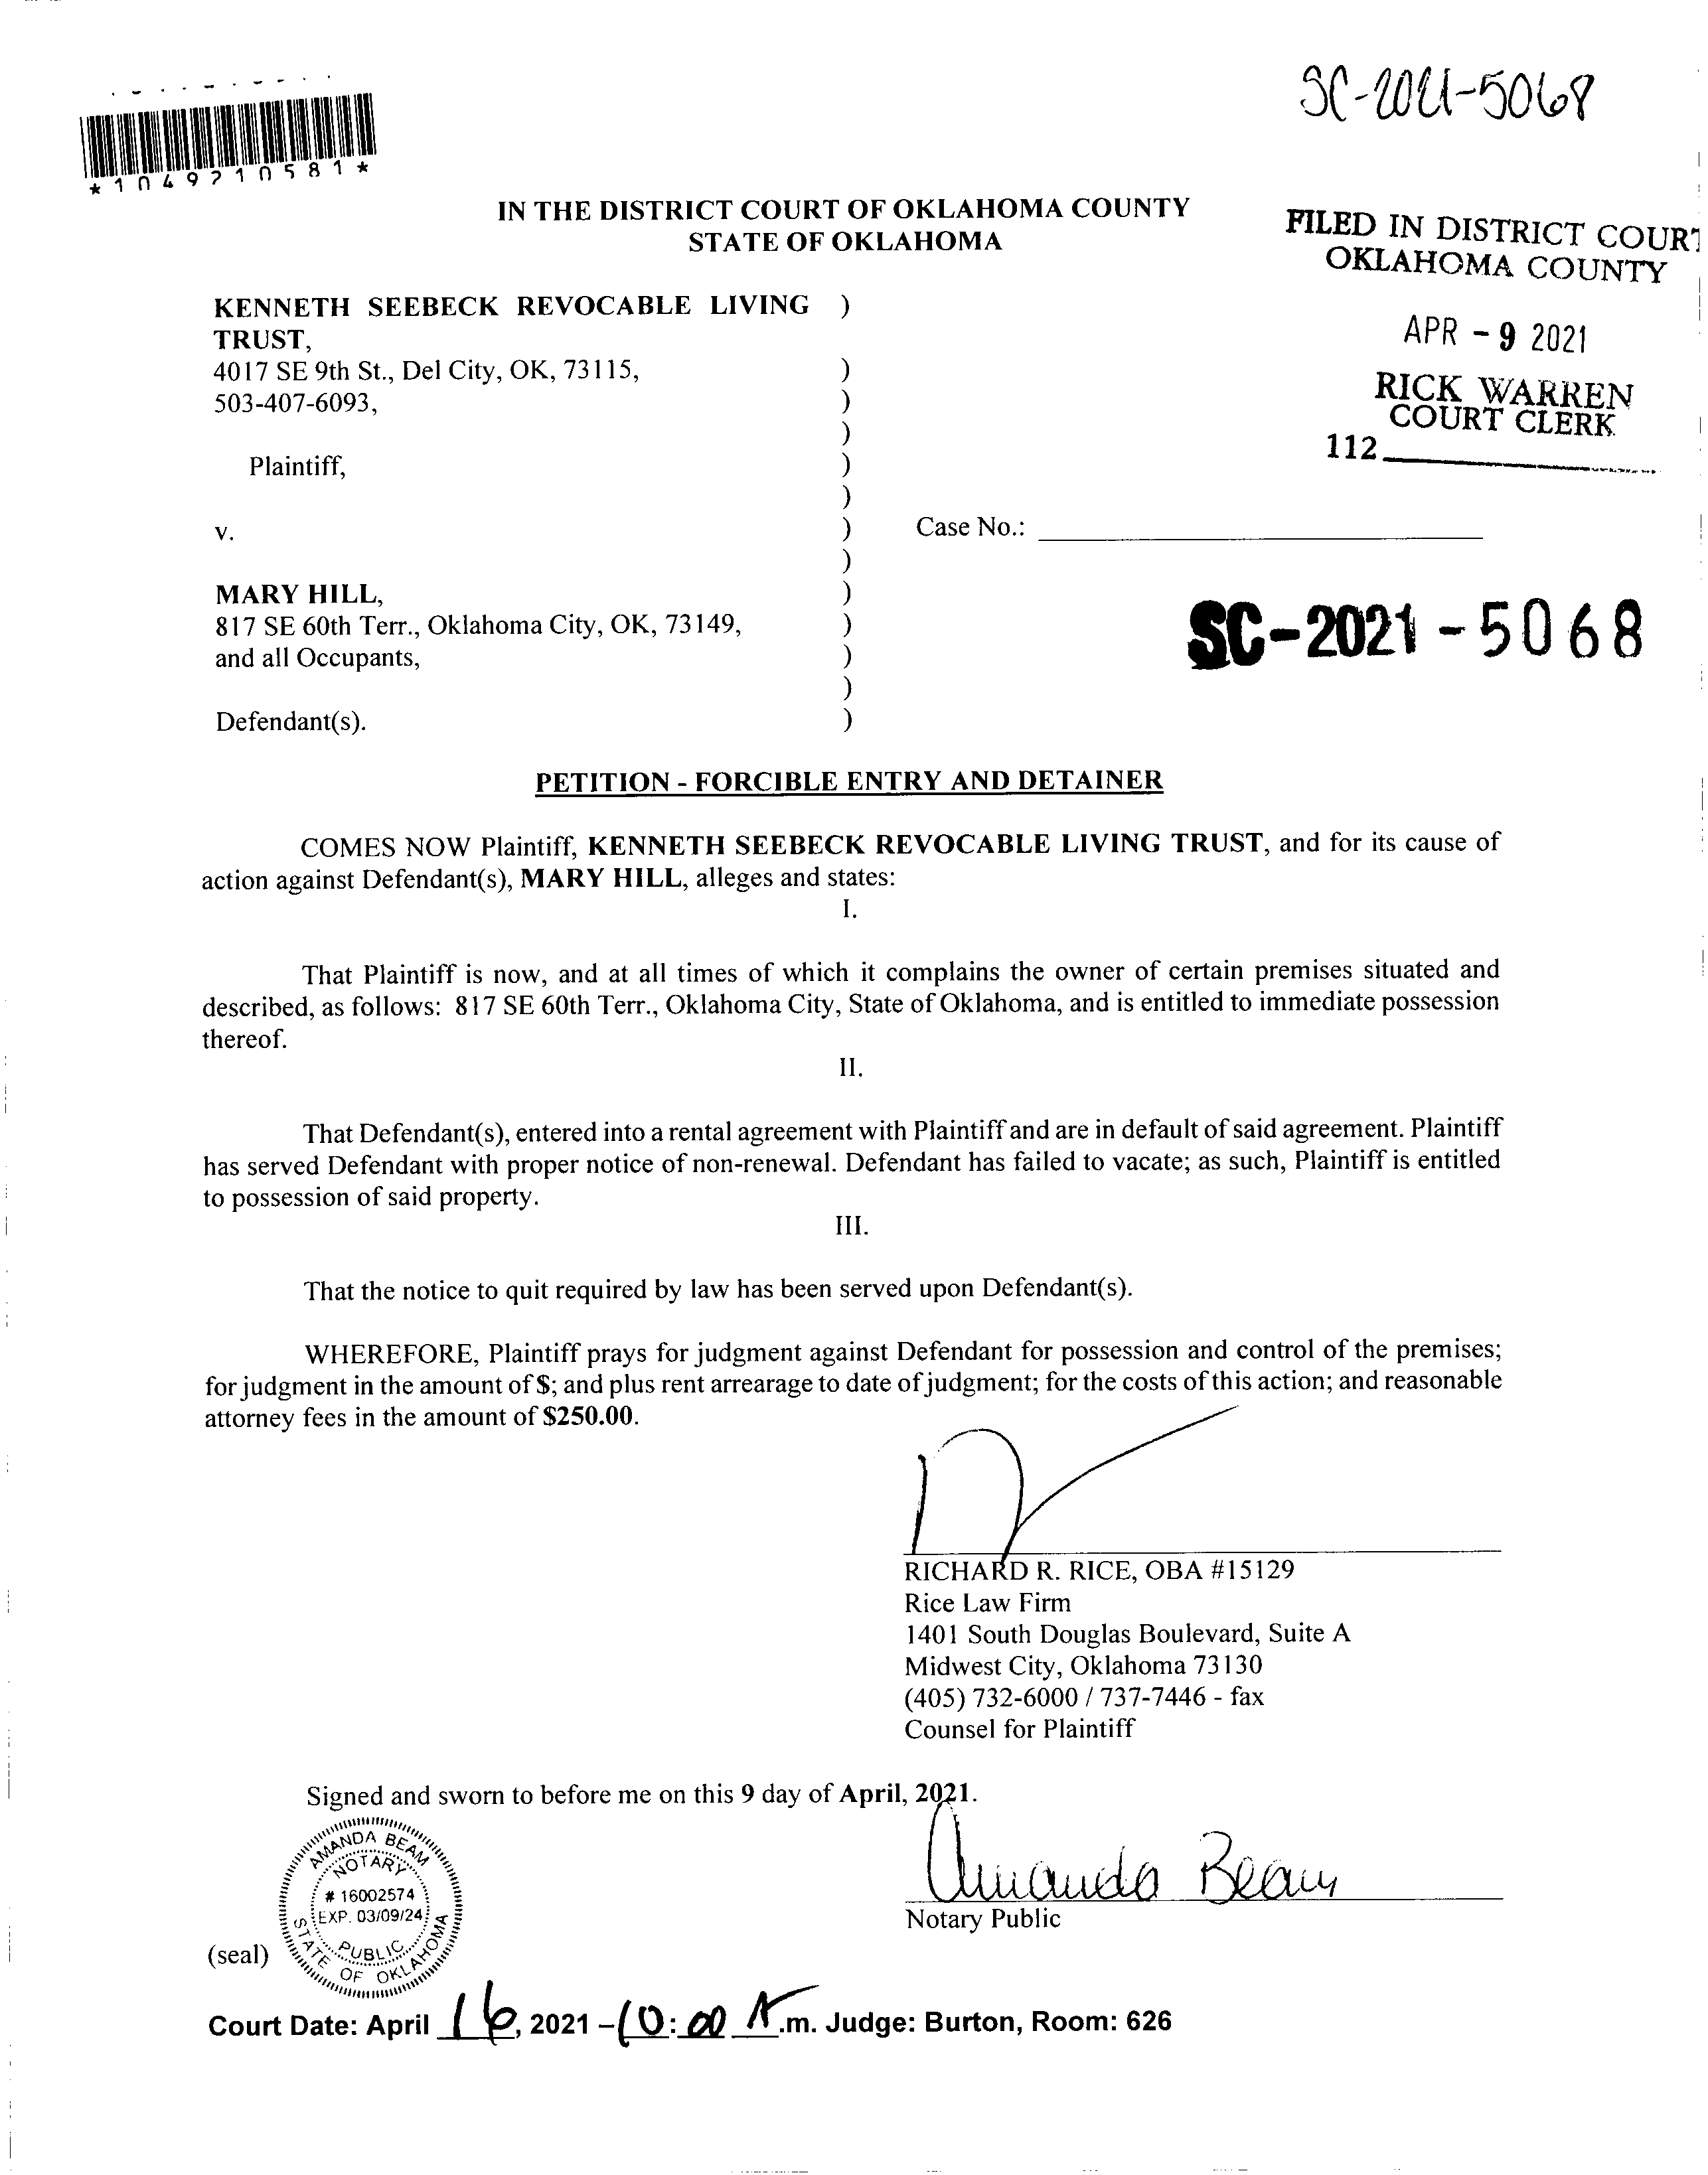 SC-2021-5068
*1049210581*
IN THE DISTRICT COURT OF OKLAHOMA COUNTY
STATE OF OKLAHOMA
FILED IN DISTRICT COURT
OKLAHOMA COUNTY
APR - 9 2021
RICK WARREN
COURT CLERK
112
KENNETH SEEBECK REVOCABLE LIVING )
TRUST,
4017 SE 9th St., Del City, OK, 73115, )
503-407-6093, )
)
Plaintiff, )
)
v. ) Case No.:
)
MARY HILL, )
817 SE 60th Terr., Oklahoma City, OK, 73149, )
and all Occupants, )
)
Defendant(s). )
SC-2021-5068
PETITION - FORCIBLE ENTRY AND DETAINER
COMES NOW Plaintiff, KENNETH SEEBECK REVOCABLE LIVING TRUST, and for its cause of
action against Defendant(s), MARY HILL, alleges and states:
I.
That Plaintiff is now, and at all times of which it complains the owner of certain premises situated and
described, as follows: 817 SE 60th Terr., Oklahoma City, State of Oklahoma, and is entitled to immediate possession
thereof.
II.
That Defendant(s), entered into a rental agreement with Plaintiff and are in default of said agreement. Plaintiff
has served Defendant with proper notice of non-renewal. Defendant has failed to vacate; as such, Plaintiff is entitled
to possession of said property.
III.
That the notice to quit required by law has been served upon Defendant(s).
WHEREFORE, Plaintiff prays for judgment against Defendant for possession and control of the premises;
for judgment in the amount of $; and plus rent arrearage to date of judgment; for the costs of this action; and reasonable
attorney fees in the amount of $250.00.
RICHARD R. RICE, OBA #15129
Rice Law Firm
1401 South Douglas Boulevard, Suite A
Midwest City, Oklahoma 73130
(405) 732-6000 / 737-7446 - fax
Counsel for Plaintiff
Signed and sworn to before me on this 9 day of April, 2021.
Amanda Beam
Notary Public
AMANDA BEAM
NOTARY
# 16002574
EXP. 03/09/24
PUBLIC
STATE OF OKLAHOMA
(seal)
Court Date: April 16, 2021 - 10:00 A.m. Judge: Burton, Room: 626